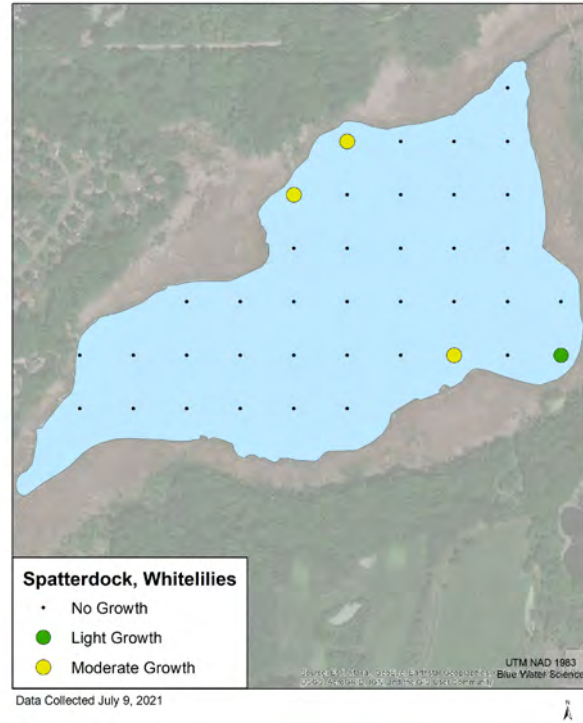 Spatterdock, Whitelilies
No Growth
Light Growth
Moderate Growth
UTM NAD 1983
Blue Water Science
Data Collected July 9, 2021
N